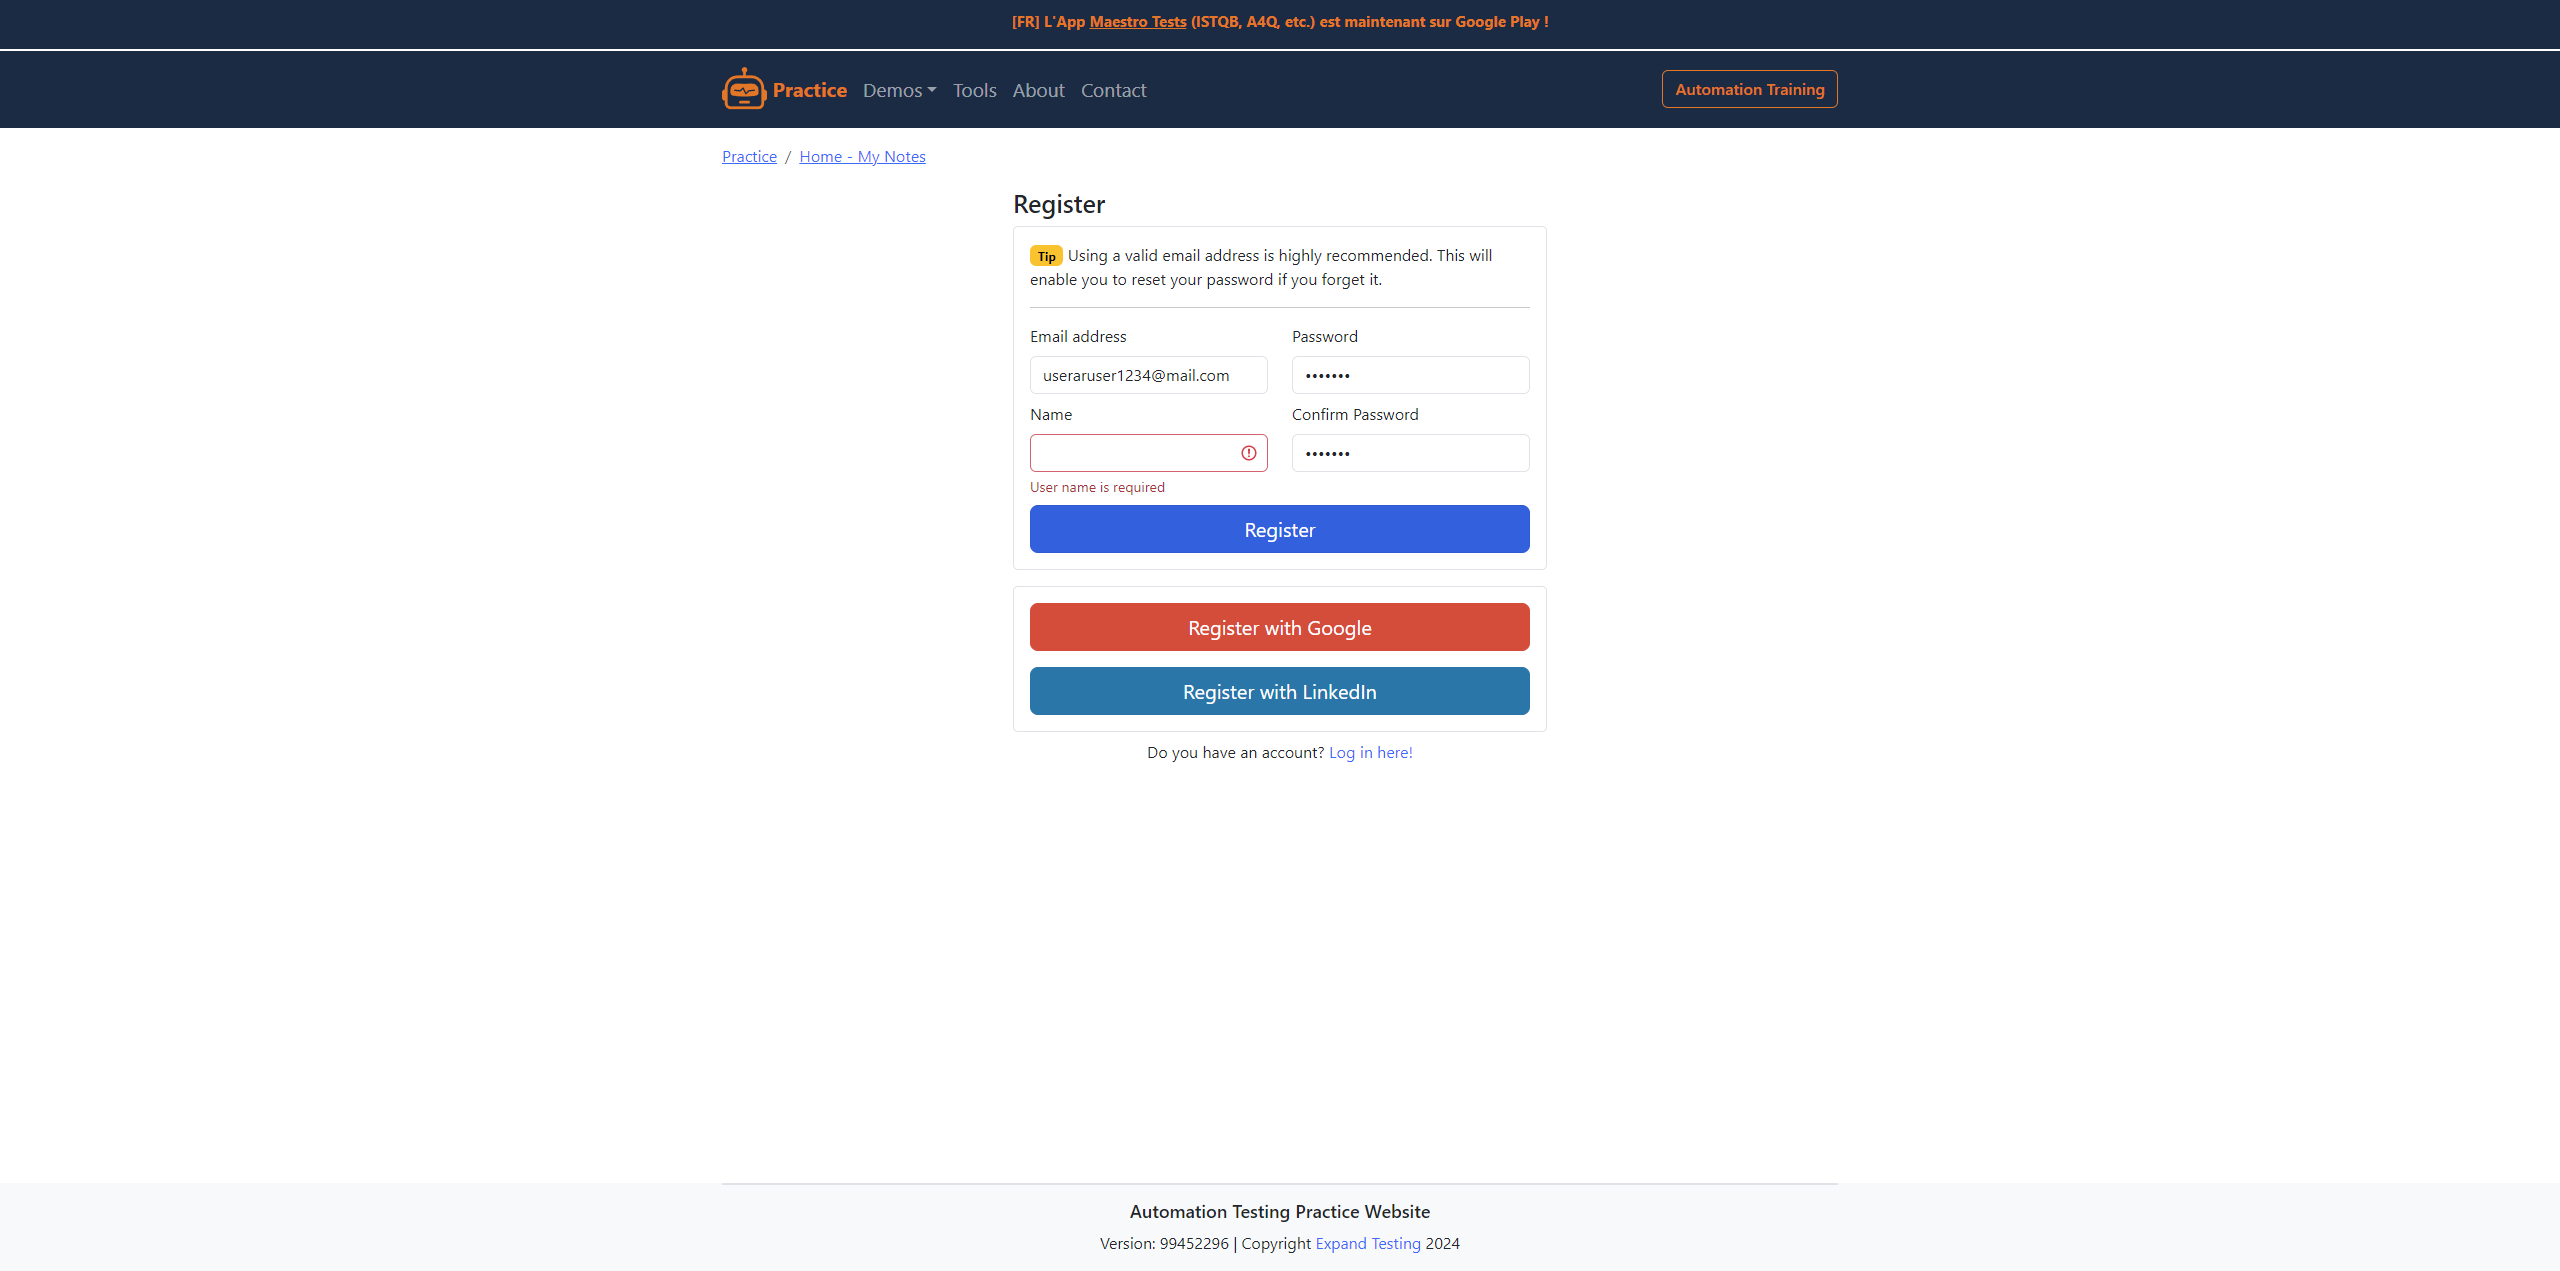 [FR] L'App Maestro Tests (ISTQB, A4Q, etc.) est maintenant sur Google Play !
Practice Demos Tools About Contact Automation Training
Practice / Home - My Notes
Register
Tip Using a valid email address is highly recommended. This will
enable you to reset your password if you forget it.
Email address Password
useraruser1234@mail.com •••••••
Name Confirm Password
•••••••
User name is required
Register
Register with Google
Register with LinkedIn
Do you have an account? Log in here!
Automation Testing Practice Website
Version: 99452296 | Copyright Expand Testing 2024